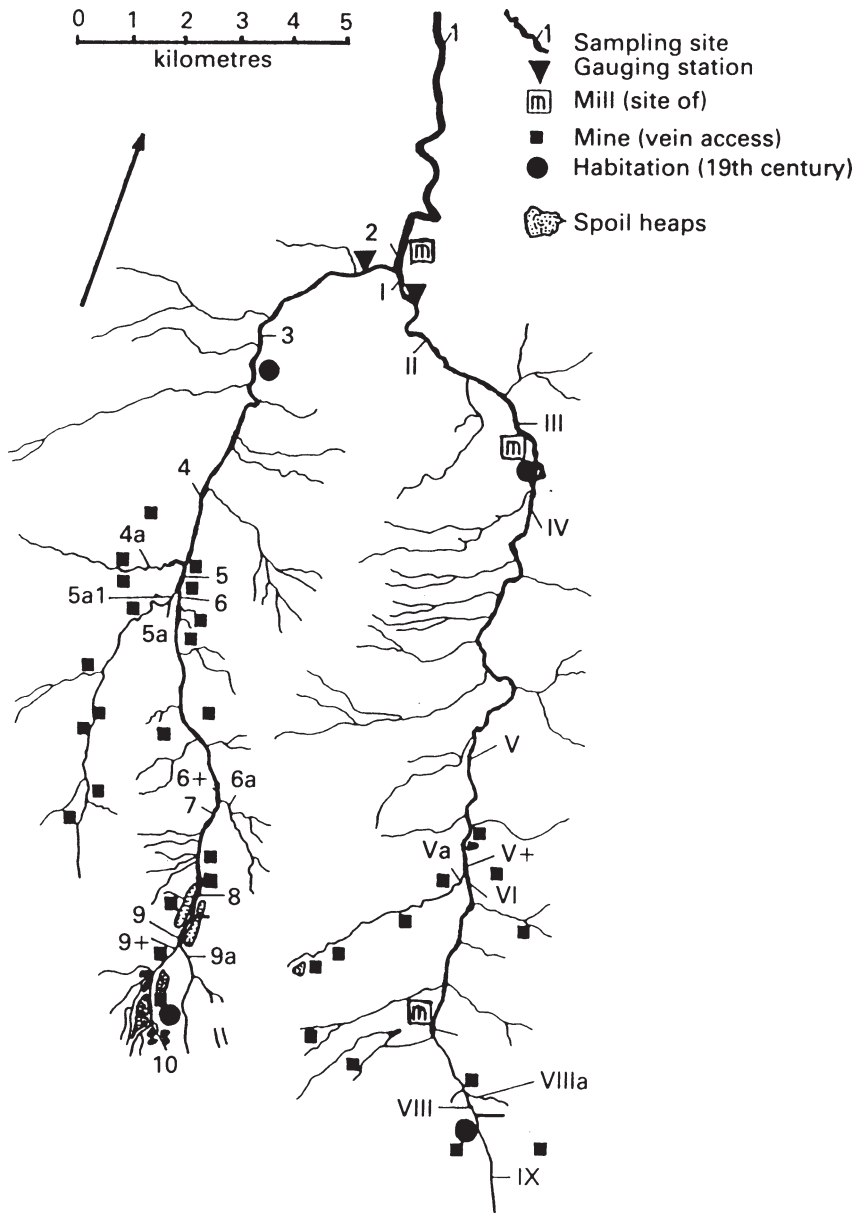 0 1 2 3 4 5
kilometres
1
Sampling site
Gauging station
m Mill (site of)
Mine (vein access)
Habitation (19th century)
Spoil heaps
1
2
m
I
3
II
III
m
4
IV
4a
5
5a1
6
5a
V
6+ 6a
7
Va V+
VI
8
9
9+ 9a
m
10
VIIIa
VIII
IX